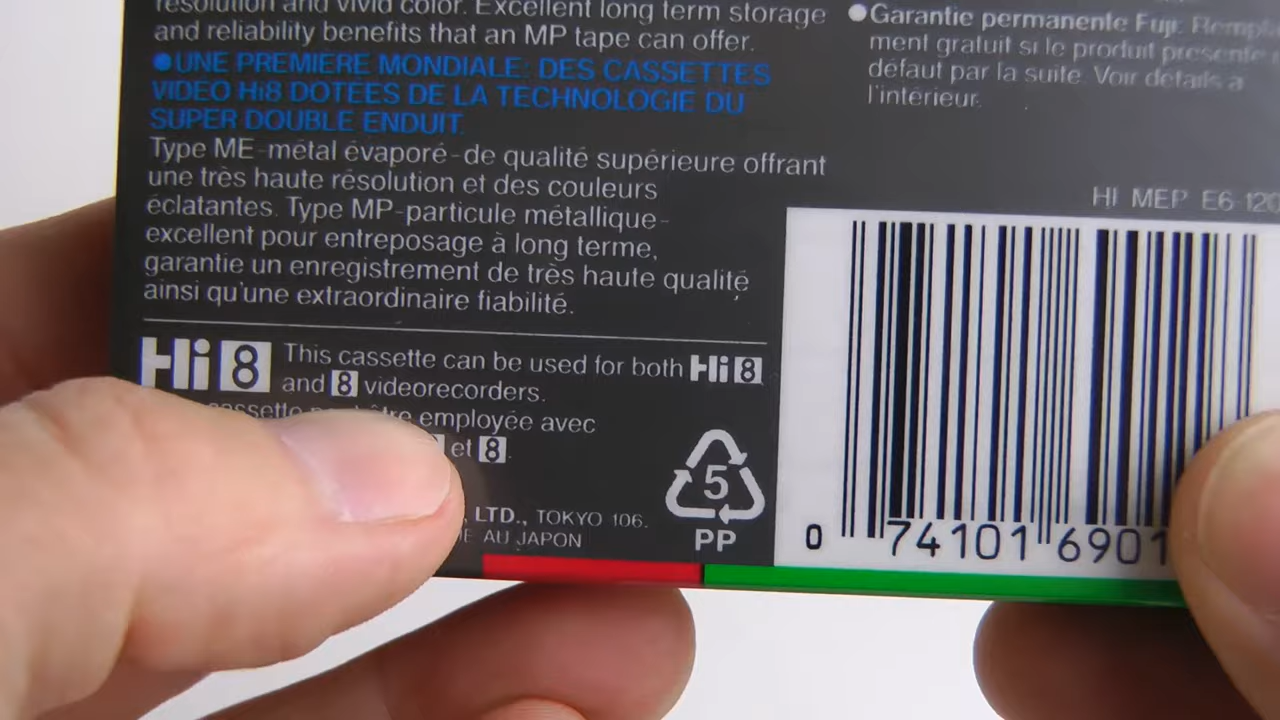 resolution and vivid color. Excellent long term storage
and reliability benefits that an MP tape can offer.
●UNE PREMIÈRE MONDIALE: DES CASSETTES
VIDEO Hi8 DOTÉES DE LA TECHNOLOGIE DU
SUPER DOUBLE ENDUIT.
Type ME-métal évaporé-de qualité supérieure offrant
une très haute résolution et des couleurs
éclatantes. Type MP-particule métallique-
excellent pour entreposage à long terme,
garantie un enregistrement de très haute qualité
ainsi qu'une extraordinaire fiabilité.
Hi8 This cassette can be used for both Hi8
and 8 videorecorders.
employée avec
et 8.
, LTD., TOKYO 106.
AU JAPON
●Garantie permanente Fuji.
ment gratuit si le produit présente
défaut par la suite. Voir détails à
l'intérieur.
HI MEP E6-120
5
PP
0 74101 6901